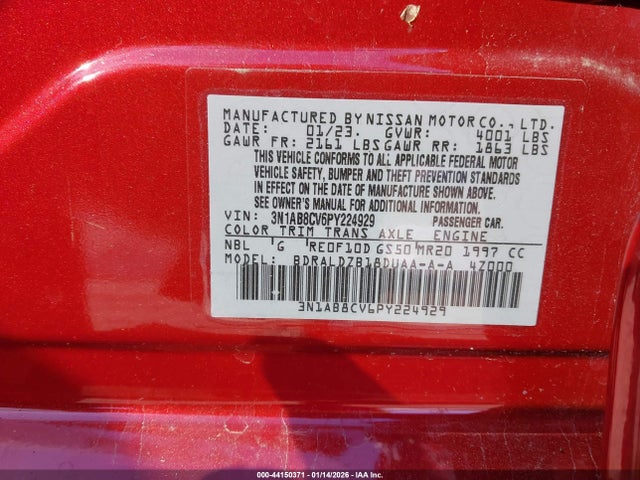 MANUFACTURED BY NISSAN MOTOR CO., LTD.
DATE: 01/23. GVWR: 4001 LBS
GAWR FR: 2161 LBS GAWR RR: 1863 LBS
THIS VEHICLE CONFORMS TO ALL APPLICABLE FEDERAL MOTOR
VEHICLE SAFETY, BUMPER AND THEFT PREVENTION STANDARDS
IN EFFECT ON THE DATE OF MANUFACTURE SHOWN ABOVE.
SEE OWNER'S MANUAL FOR ADDITIONAL INFORMATION.
VIN: 3N1AB8CV6PY224929 PASSENGER CAR.
COLOR TRIM TRANS AXLE ENGINE
NBL G RE0F10D GS50 MR20 1997 CC
MODEL: BDRALDZB18DUAA-A-A 4Z000
3N1AB8CV6PY224929
000-44150371 - 01/14/2026 - IAA Inc.